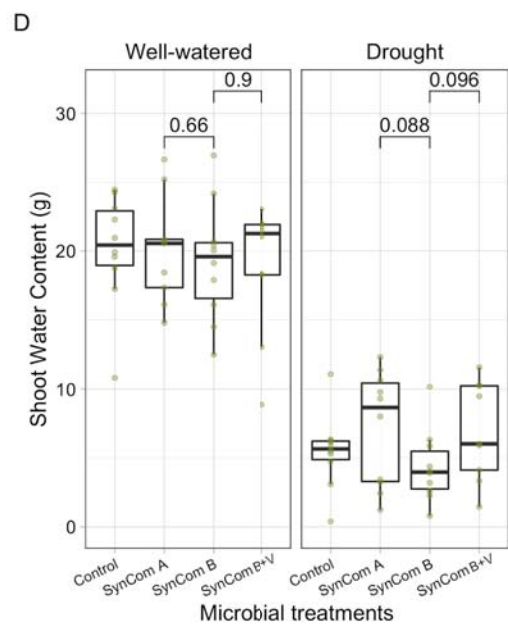 D
Well-watered
Drought
0.9
0.096
0.66
0.088
30
20
10
0
Shoot Water Content (g)
Control
SynCom A
SynCom B
SynCom B+V
Control
SynCom A
SynCom B
SynCom B+V
Microbial treatments